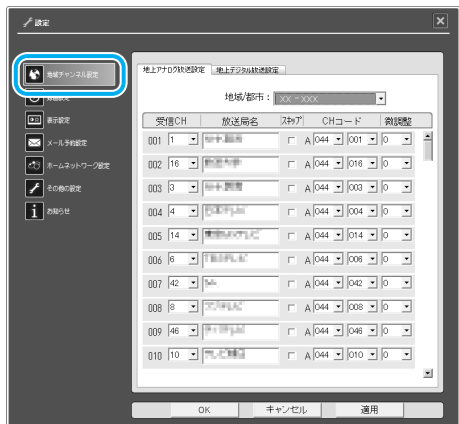 設定
地域チャンネル設定
表示設定
メール予約設定
ホームネットワーク設定
その他の設定
お知らせ
地上アナログ放送設定 地上デジタル放送設定
地域/都市： xx -xxx
受信CH 放送局名 スキップ CHコード 微調整
001 1 A 044 001 0
002 16 A 044 016 0
003 3 A 044 003 0
004 4 A 044 004 0
005 14 A 044 014 0
006 6 A 044 006 0
007 42 A 044 042 0
008 8 A 044 008 0
009 46 A 044 046 0
010 10 A 044 010 0
OK キャンセル 適用